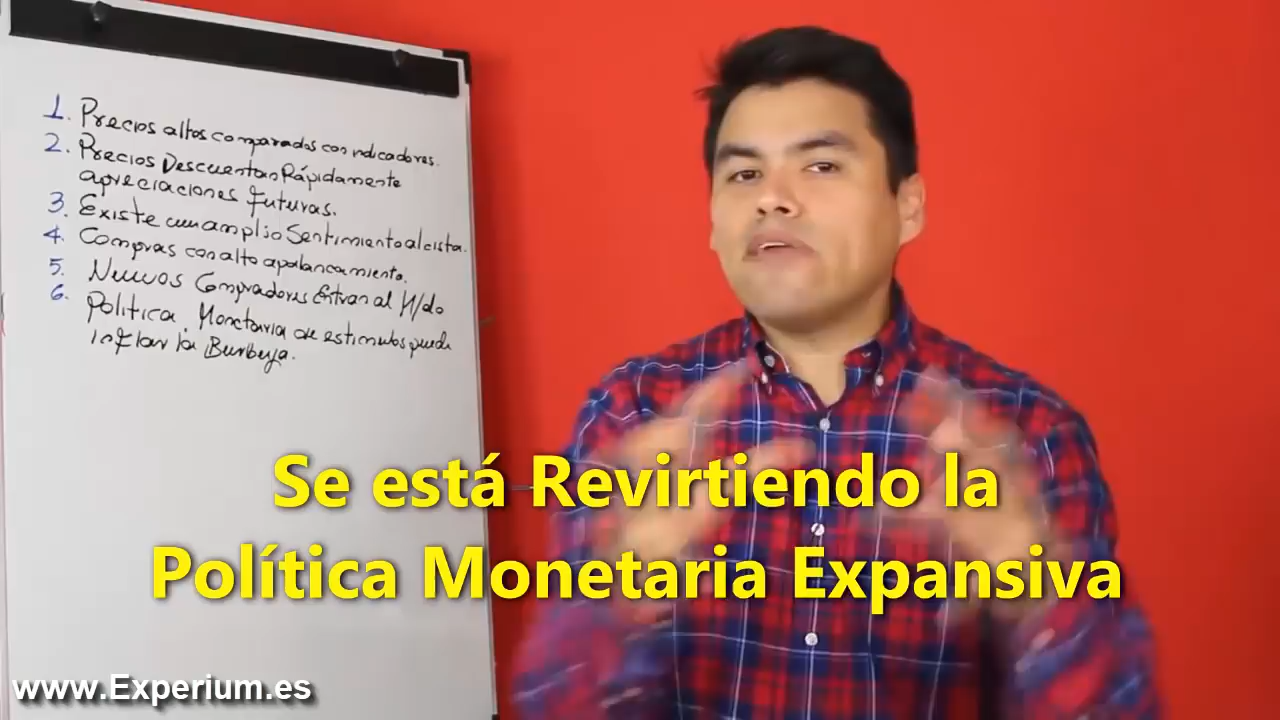 1. Precios altos comparados con indicadores.
2. Precios Descuentan Rápidamente
apreciaciones futuras.
3. Existe un amplio Sentimiento alcista.
4. Compras con alto apalancamiento.
5. Nuevos Compradores Entran al M/do
6. Política Monetaria de estimulos puede
inflar la Burbuja.
Se está Revirtiendo la
Política Monetaria Expansiva
www.Experium.es